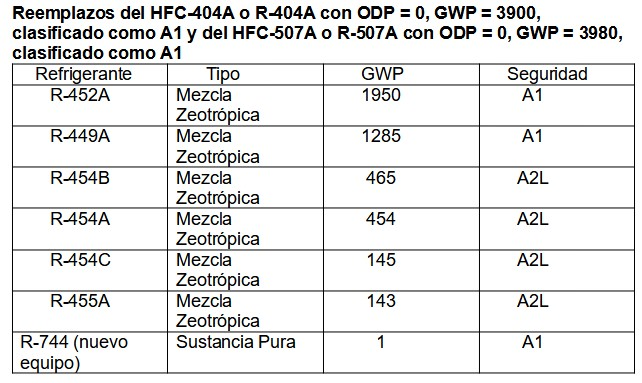 Reemplazos del HFC-404A o R-404A con ODP = 0, GWP = 3900,
clasificado como A1 y del HFC-507A o R-507A con ODP = 0, GWP = 3980,
clasificado como A1
Refrigerante Tipo GWP Seguridad
R-452A Mezcla Zeotrópica 1950 A1
R-449A Mezcla Zeotrópica 1285 A1
R-454B Mezcla Zeotrópica 465 A2L
R-454A Mezcla Zeotrópica 454 A2L
R-454C Mezcla Zeotrópica 145 A2L
R-455A Mezcla Zeotrópica 143 A2L
R-744 (nuevo equipo) Sustancia Pura 1 A1